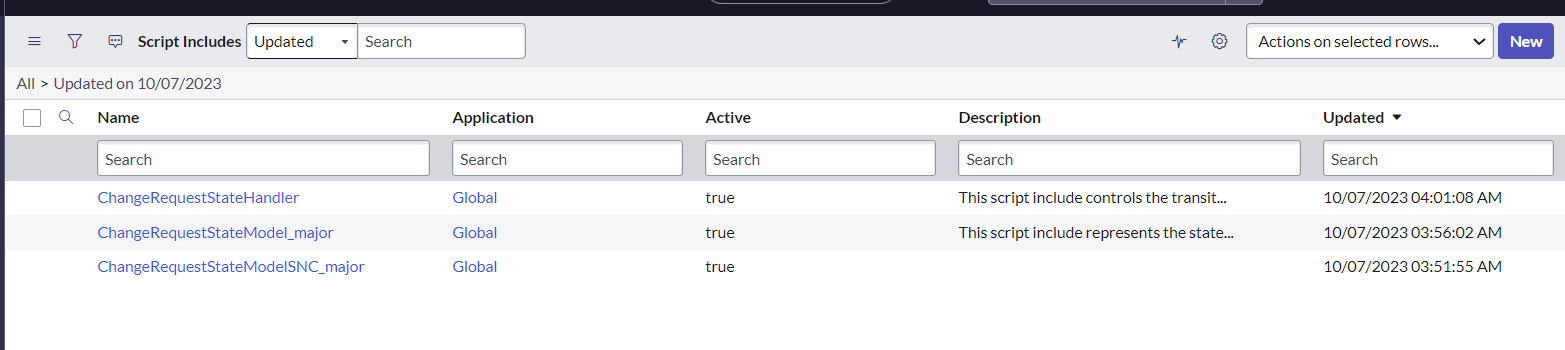 Script Includes Updated Search Actions on selected rows... New
All > Updated on 10/07/2023
Name Application Active Description Updated
Search Search Search Search Search
ChangeRequestStateHandler Global true This script include controls the transit... 10/07/2023 04:01:08 AM
ChangeRequestStateModel_major Global true This script include represents the state... 10/07/2023 03:56:02 AM
ChangeRequestStateModelSNC_major Global true 10/07/2023 03:51:55 AM